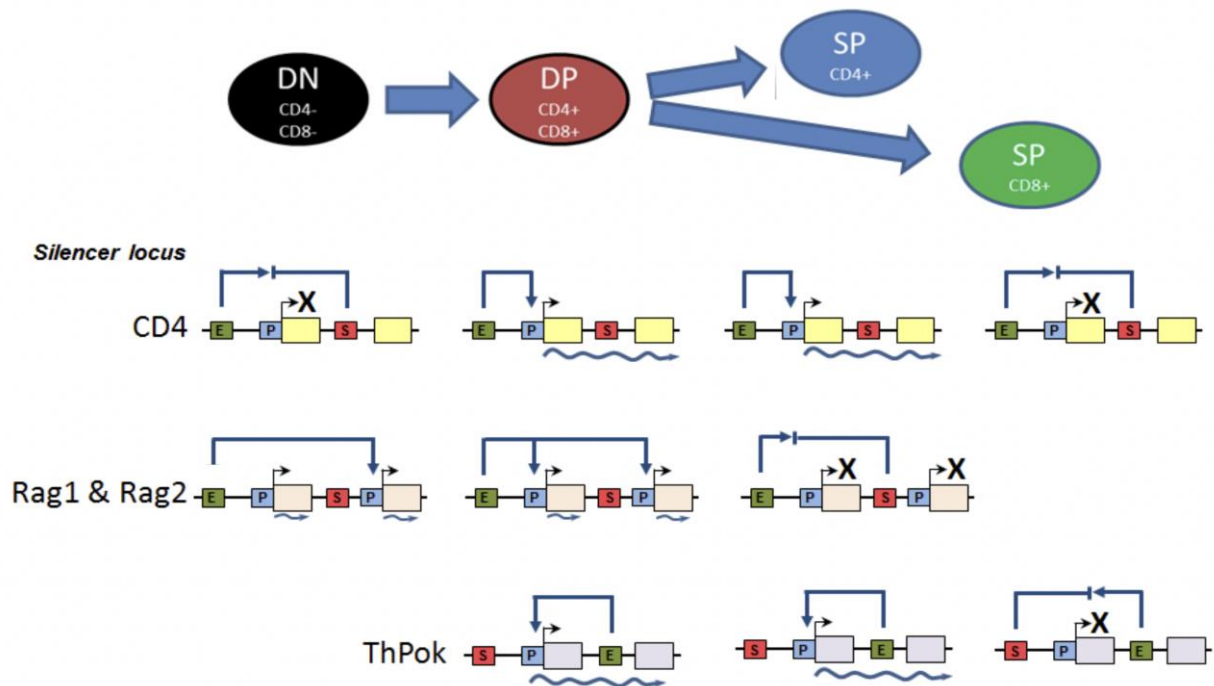 SP
CD4+
DN
CD4-
CD8-
DP
CD4+
CD8+
SP
CD8+
Silencer locus
CD4
E P X S
E P S
E P S
E P X S
Rag1 & Rag2
E P S P
E P S P
E P X S P X
ThPok
S P E
S P E
S P X E